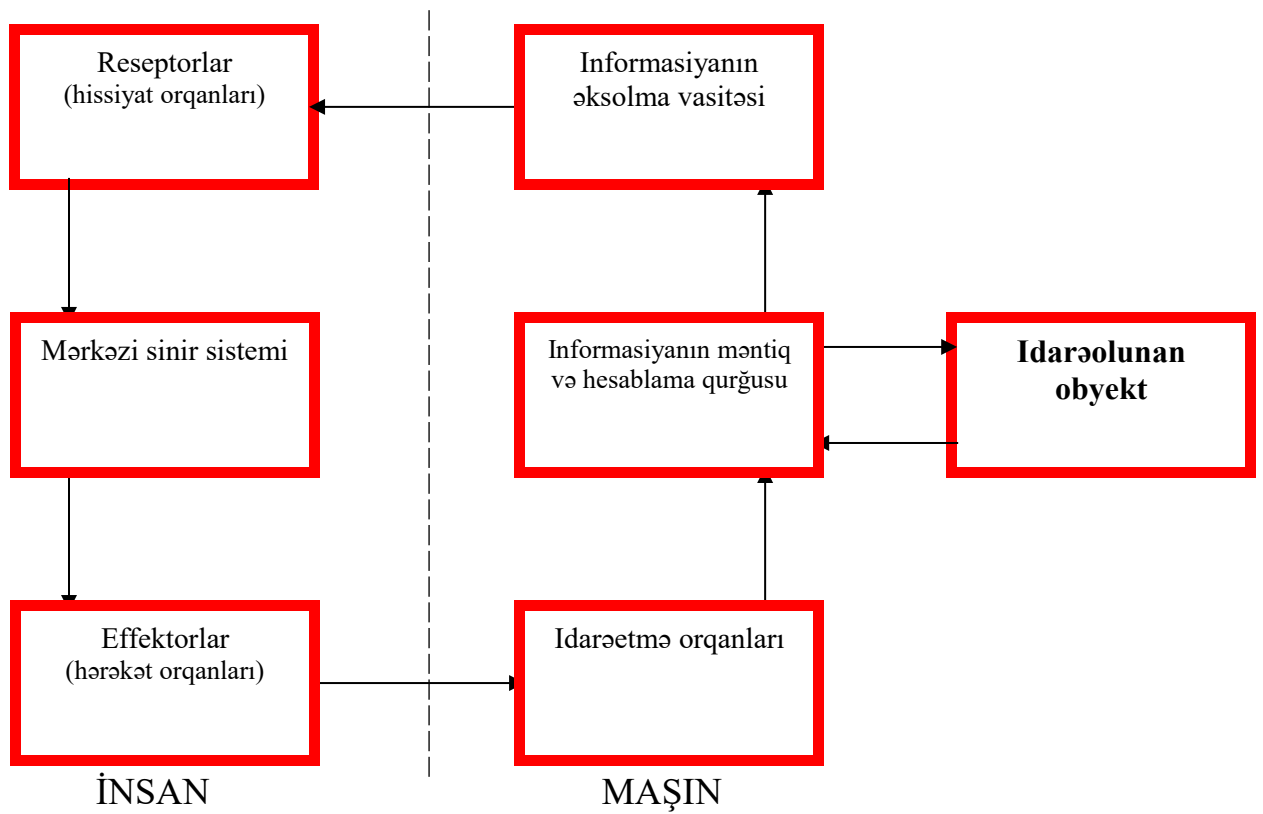 Reseptorlar
(hissiyat orqanları)
Informasiyanın
əksolma vasitəsi
Mərkəzi sinir sistemi
Informasiyanın məntiq
və hesablama qurğusu
Idarəolunan
obyekt
Effektorlar
(hərəkət orqanları)
Idarəetmə orqanları
İNSAN
MAŞIN